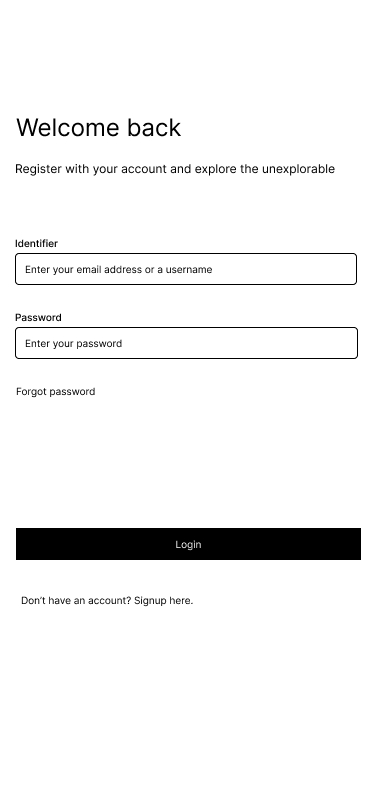 Welcome back
Register with your account and explore the unexplorable
Identifier
Enter your email address or a username
Password
Enter your password
Forgot password
Login
Don't have an account? Signup here.